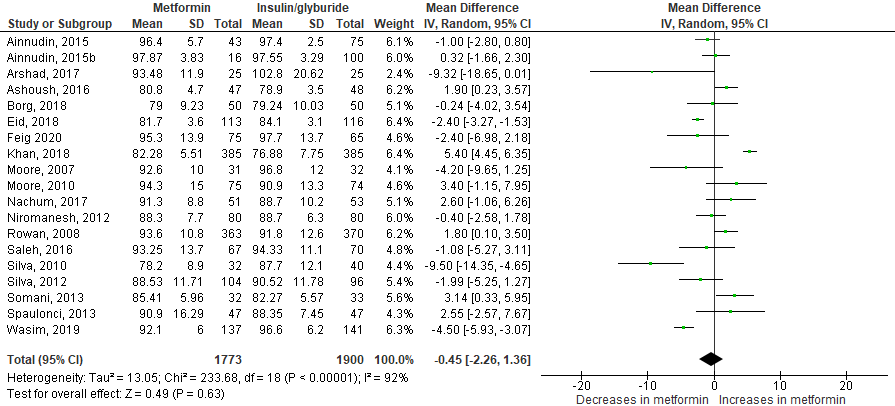 Metformin Insulin/glyburide Mean Difference Mean Difference
Study or Subgroup Mean SD Total Mean SD Total Weight IV, Random, 95% CI IV, Random, 95% CI
Ainnudin, 2015 96.4 5.7 43 97.4 2.5 75 6.1% -1.00 [-2.80, 0.80]
Ainnudin, 2015b 97.87 3.83 16 97.55 3.29 100 6.0% 0.32 [-1.66, 2.30]
Arshad, 2017 93.48 11.9 25 102.8 20.62 25 2.5% -9.32 [-18.65, 0.01]
Ashoush, 2016 80.8 4.7 47 78.9 3.5 48 6.2% 1.90 [0.23, 3.57]
Borg, 2018 79 9.23 50 79.24 10.03 50 5.1% -0.24 [-4.02, 3.54]
Eid, 2018 81.7 3.6 113 84.1 3.1 116 6.4% -2.40 [-3.27, -1.53]
Feig 2020 95.3 13.9 75 97.7 13.7 65 4.7% -2.40 [-6.98, 2.18]
Khan, 2018 82.28 5.51 385 76.88 7.75 385 6.4% 5.40 [4.45, 6.35]
Moore, 2007 92.6 10 31 96.8 12 32 4.2% -4.20 [-9.65, 1.25]
Moore, 2010 94.3 15 75 90.9 13.3 74 4.7% 3.40 [-1.15, 7.95]
Nachum, 2017 91.3 8.8 51 88.7 10.2 53 5.1% 2.60 [-1.06, 6.26]
Niromanesh, 2012 88.3 7.7 80 88.7 6.3 80 6.0% -0.40 [-2.58, 1.78]
Rowan, 2008 93.6 10.8 363 91.8 12.6 370 6.2% 1.80 [0.10, 3.50]
Saleh, 2016 93.25 13.7 67 94.33 11.1 70 4.9% -1.08 [-5.27, 3.11]
Silva, 2010 78.2 8.9 32 87.7 12.1 40 4.5% -9.50 [-14.35, -4.65]
Silva, 2012 88.53 11.71 104 90.52 11.78 96 5.4% -1.99 [-5.25, 1.27]
Somani, 2013 85.41 5.96 32 82.27 5.57 33 5.6% 3.14 [0.33, 5.95]
Spaulonci, 2013 90.9 16.29 47 88.35 7.45 47 4.4% 2.55 [-2.57, 7.67]
Wasim, 2019 92.1 6 137 96.6 6.2 141 6.3% -4.50 [-5.93, -3.07]
Total (95% CI) 1773 1900 100.0% -0.45 [-2.26, 1.36]
Heterogeneity: Tau² = 13.05; Chi² = 233.68, df = 18 (P < 0.00001); I² = 92%
Test for overall effect: Z = 0.49 (P = 0.63)
-20 -10 0 10 20
Decreases in metformin Increases in metformin